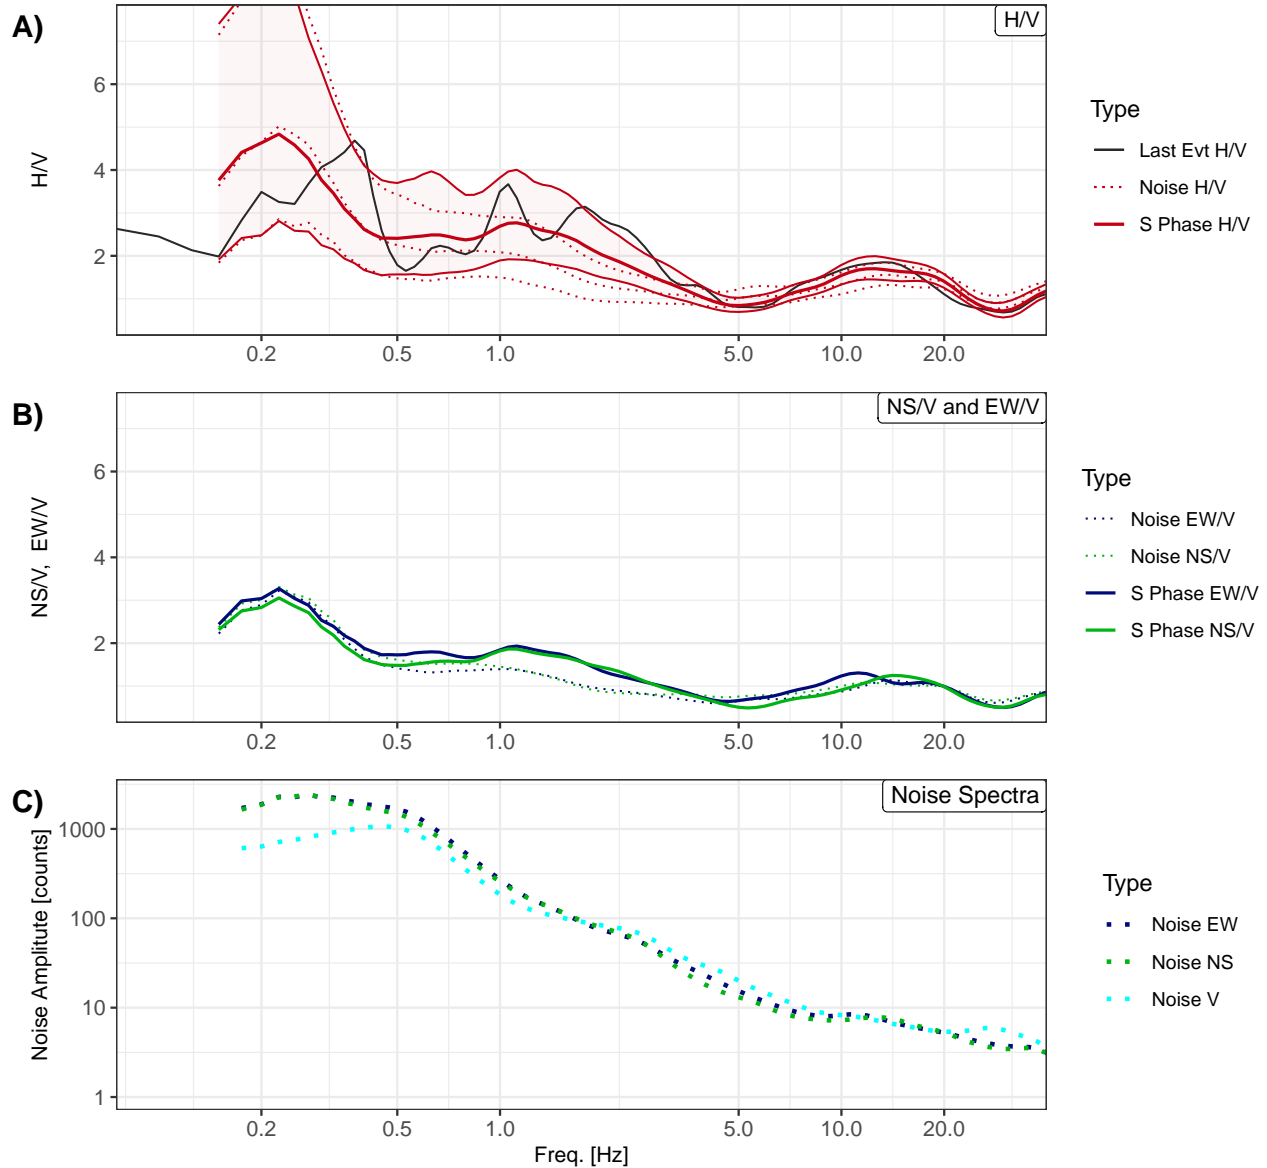 A)
H/V
H/V
6
4
2
0.2 0.5 1.0 5.0 10.0 20.0
Type
Last Evt H/V
Noise H/V
S Phase H/V
B)
NS/V and EW/V
NS/V, EW/V
6
4
2
0.2 0.5 1.0 5.0 10.0 20.0
Type
Noise EW/V
Noise NS/V
S Phase EW/V
S Phase NS/V
C)
Noise Spectra
Noise Amplitute [counts]
1000
100
10
1
0.2 0.5 1.0 5.0 10.0 20.0
Freq. [Hz]
Type
Noise EW
Noise NS
Noise V